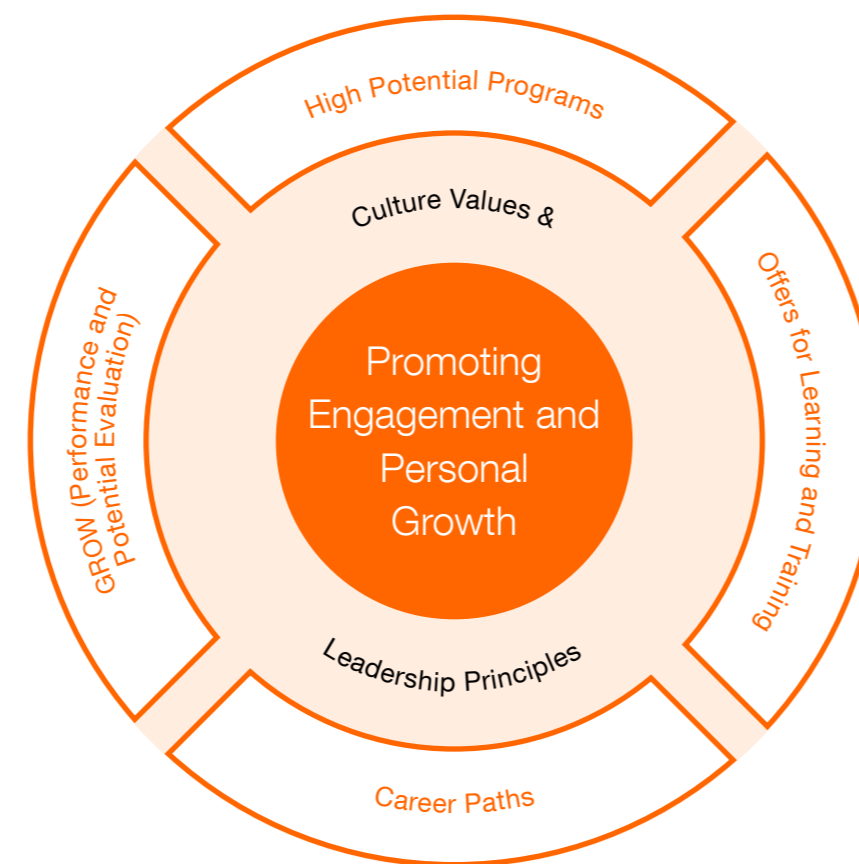 High Potential Programs
Culture Values &
Promoting
Engagement and
Personal
Growth
Leadership Principles
GROW (Performance and
Potential Evaluation)
Offers for Learning and Training
Career Paths